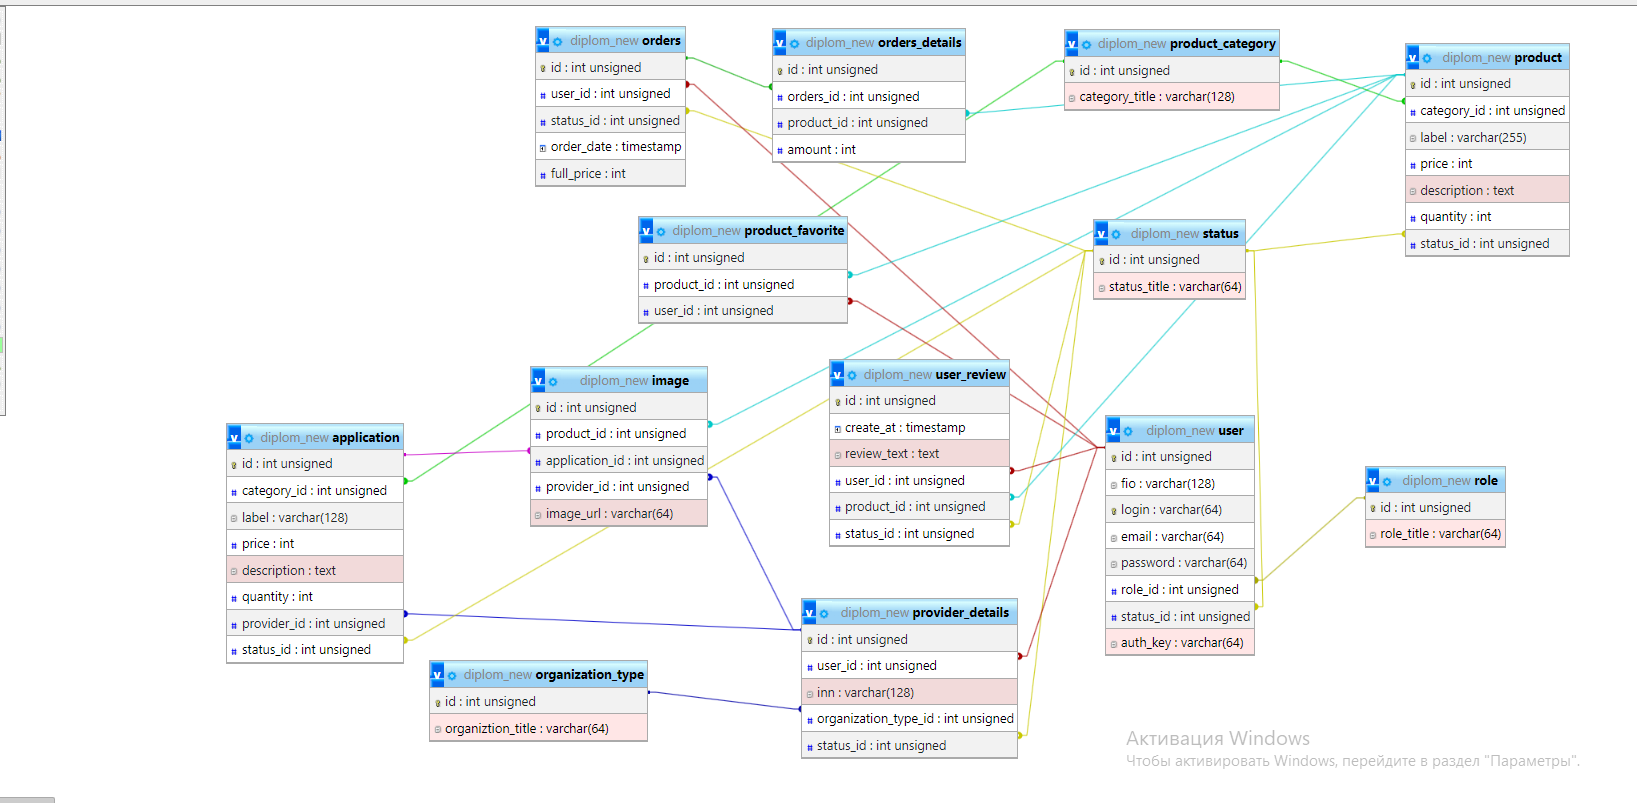 diplom_new orders
id : int unsigned
user_id : int unsigned
status_id : int unsigned
order_date : timestamp
full_price : int
diplom_new orders_details
id : int unsigned
orders_id : int unsigned
product_id : int unsigned
amount : int
diplom_new product_category
id : int unsigned
category_title : varchar(128)
diplom_new product
id : int unsigned
category_id : int unsigned
label : varchar(255)
price : int
description : text
quantity : int
status_id : int unsigned
diplom_new product_favorite
id : int unsigned
product_id : int unsigned
user_id : int unsigned
diplom_new status
id : int unsigned
status_title : varchar(64)
diplom_new image
id : int unsigned
product_id : int unsigned
application_id : int unsigned
provider_id : int unsigned
image_url : varchar(64)
diplom_new user_review
id : int unsigned
create_at : timestamp
review_text : text
user_id : int unsigned
product_id : int unsigned
status_id : int unsigned
diplom_new application
id : int unsigned
category_id : int unsigned
label : varchar(128)
price : int
description : text
quantity : int
provider_id : int unsigned
status_id : int unsigned
diplom_new user
id : int unsigned
fio : varchar(128)
login : varchar(64)
email : varchar(64)
password : varchar(64)
role_id : int unsigned
status_id : int unsigned
auth_key : varchar(64)
diplom_new role
id : int unsigned
role_title : varchar(64)
diplom_new provider_details
id : int unsigned
user_id : int unsigned
inn : varchar(128)
organization_type_id : int unsigned
status_id : int unsigned
diplom_new organization_type
id : int unsigned
organiztion_title : varchar(64)
Активация Windows
Чтобы активировать Windows, перейдите в раздел "Параметры".